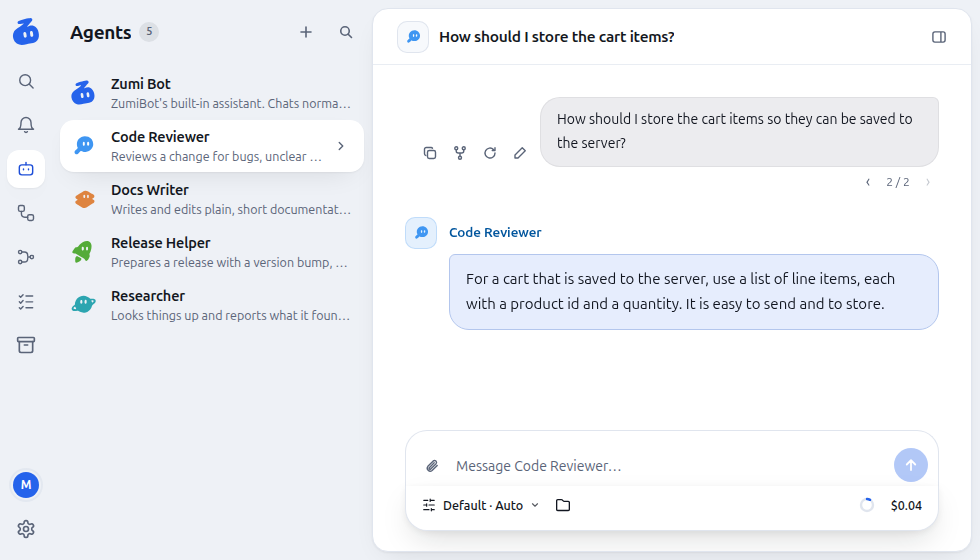 Agents 5
Zumi Bot
ZumiBot's built-in assistant. Chats norma…
Code Reviewer
Reviews a change for bugs, unclear …
Docs Writer
Writes and edits plain, short documentat…
Release Helper
Prepares a release with a version bump, …
Researcher
Looks things up and reports what it foun…
M
How should I store the cart items?
How should I store the cart items so they can be saved to
the server?
2 / 2
Code Reviewer
For a cart that is saved to the server, use a list of line items, each
with a product id and a quantity. It is easy to send and to store.
Message Code Reviewer…
Default · Auto
$0.04